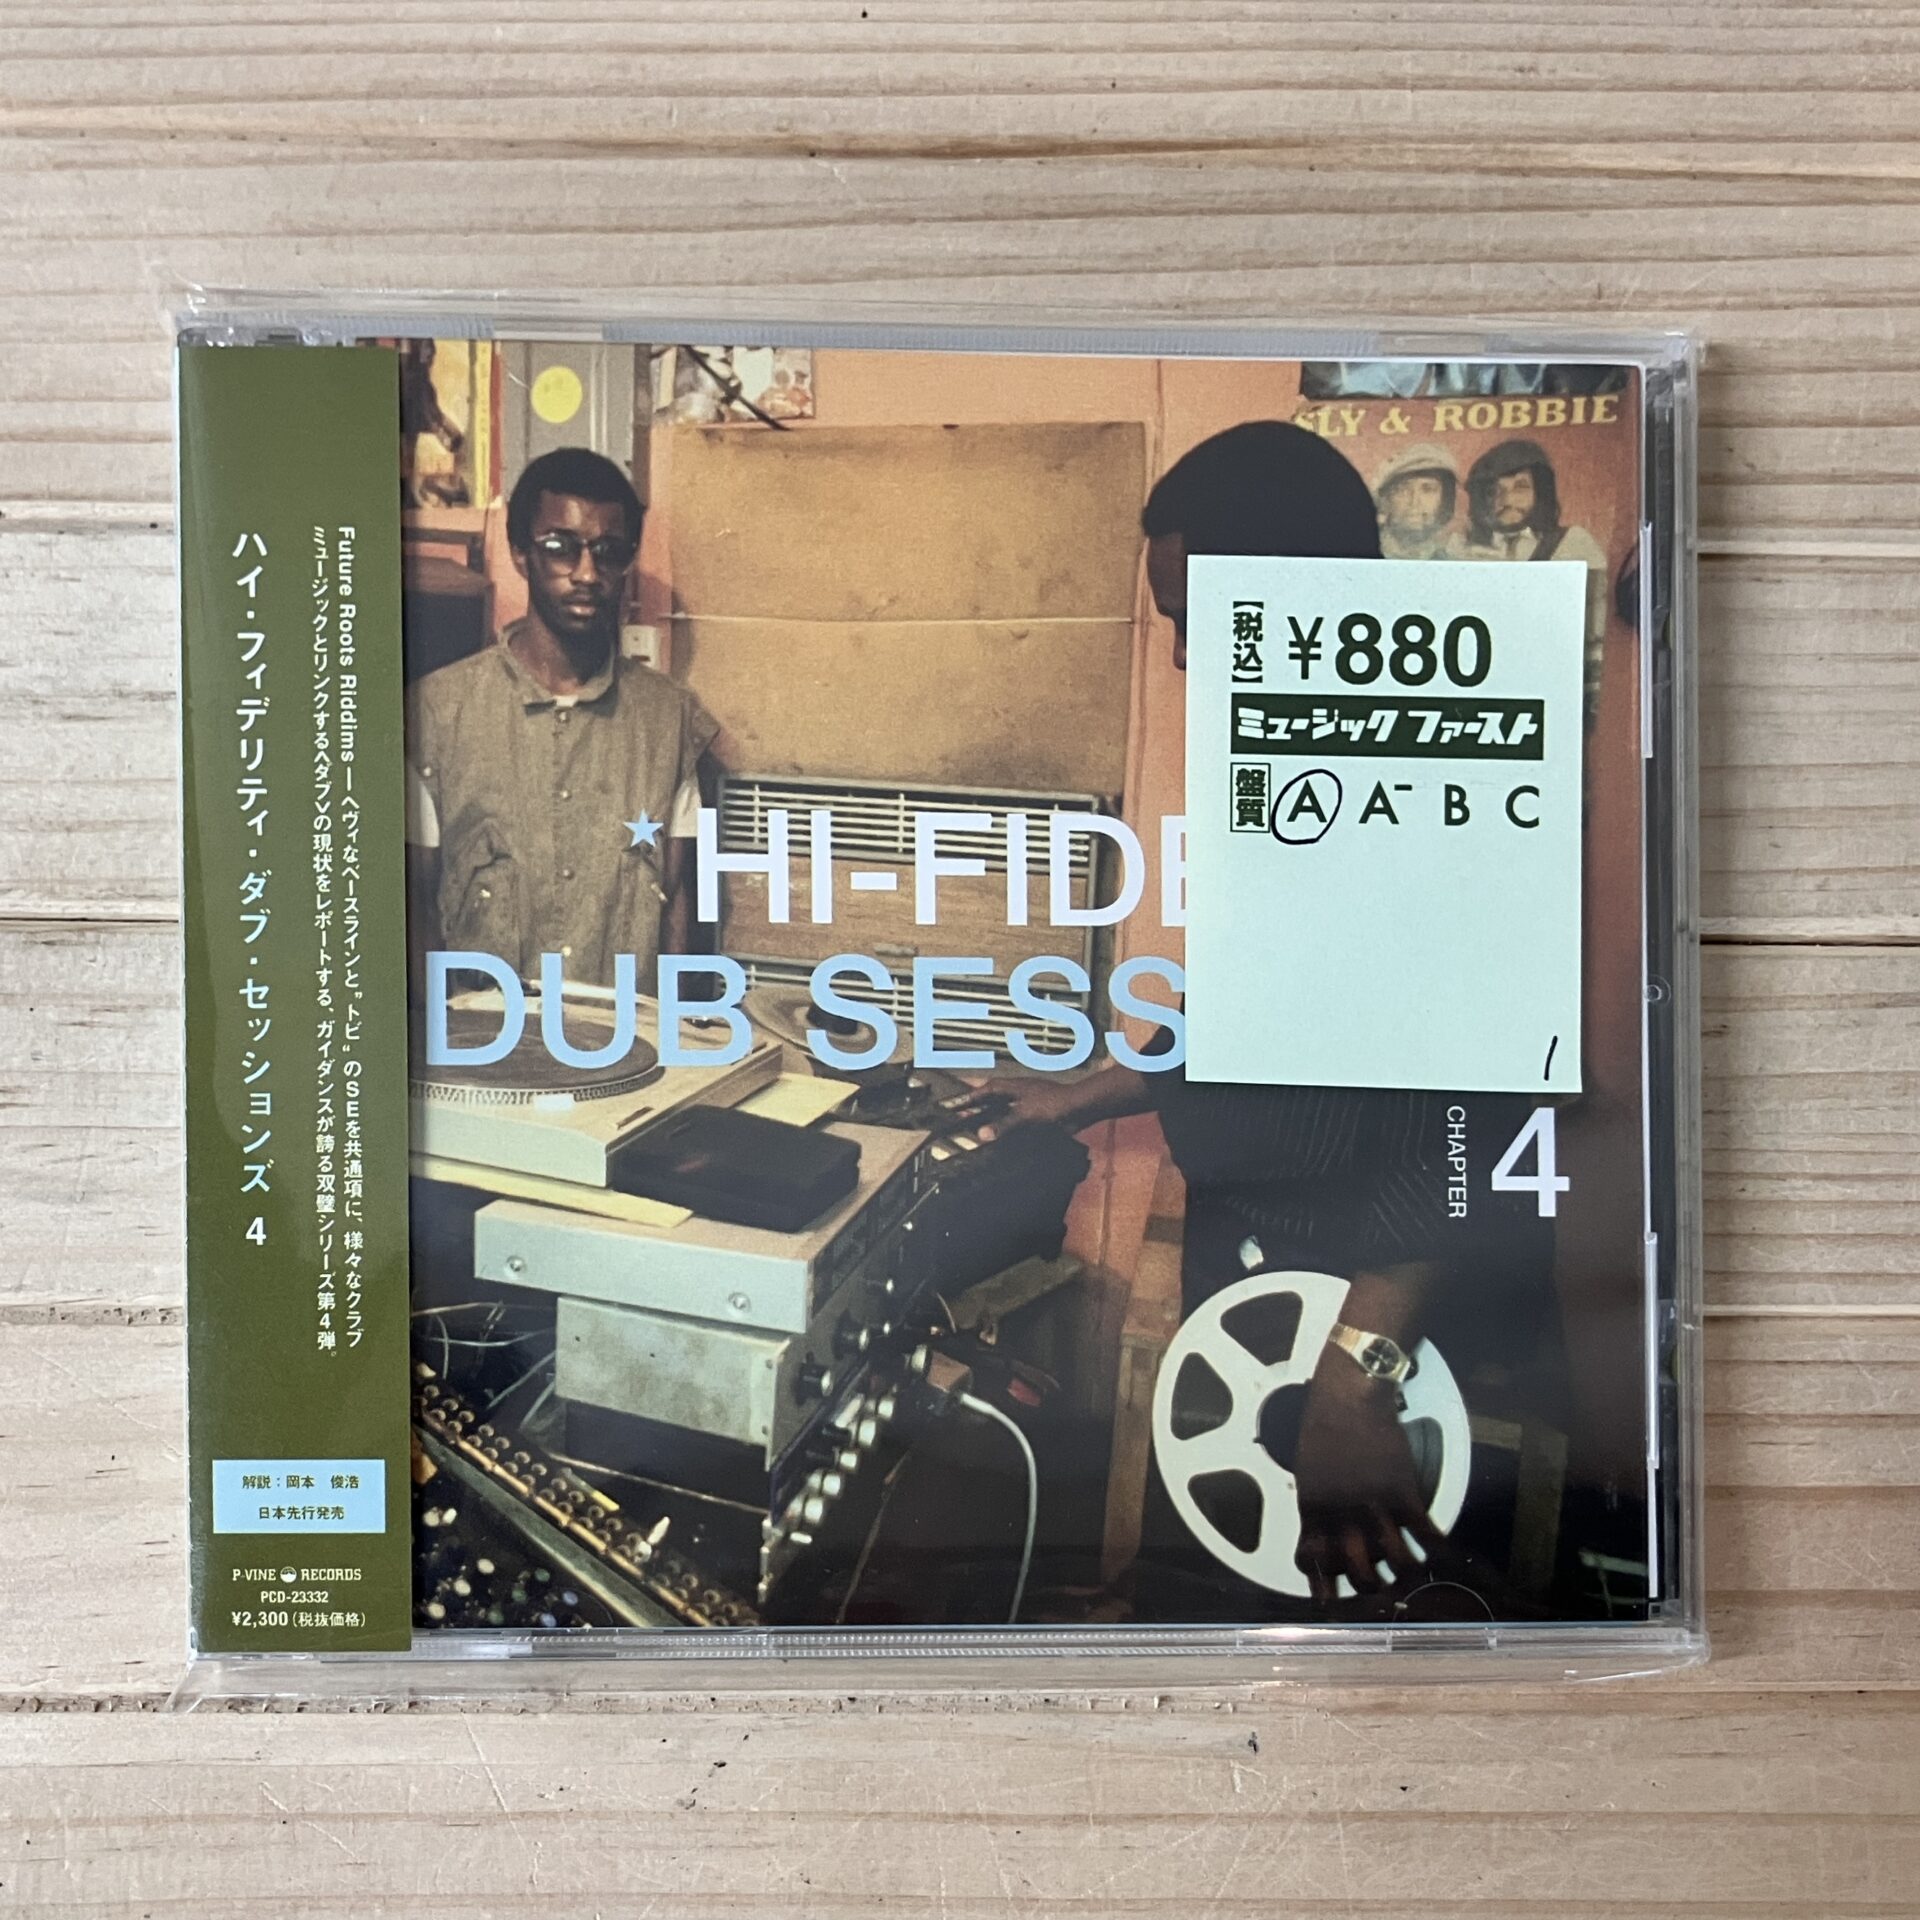 ハイ・フィデリティ・ダブ・セッションズ 4
Future Roots Riddims―ヘヴィなベースラインと"トビ"のSEを共通項に、様々なクラブ
ミュージックとリンクする<ダブ>の現状をレポートする、ガイダンスが誇る双璧シリーズ第4弾。
解説：岡本 俊浩
日本先行発売
P-VINE RECORDS
PCD-23332
¥2,300(税抜価格)
SLY & ROBBIE
*HI-FIDE
DUB SESS
CHAPTER 4
【税込】 ¥880
ミュージック ファースト
盤質 A A⁻ B C
1